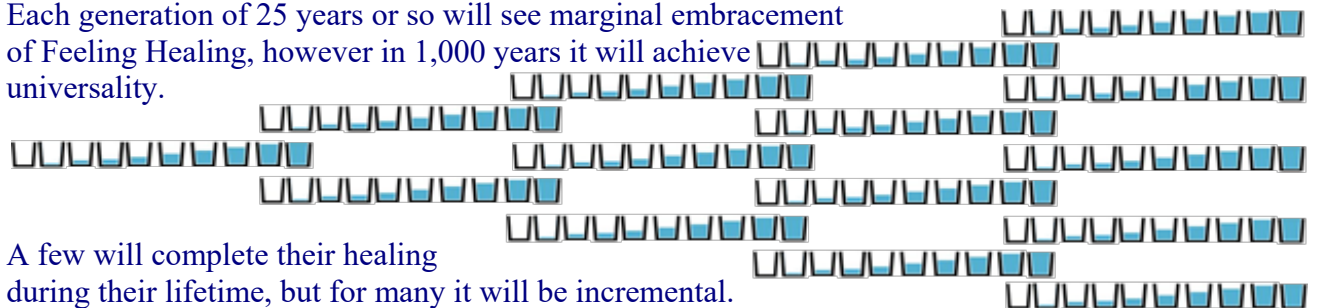 Each generation of 25 years or so will see marginal embracement
of Feeling Healing, however in 1,000 years it will achieve
universality.
A few will complete their healing
during their lifetime, but for many it will be incremental.